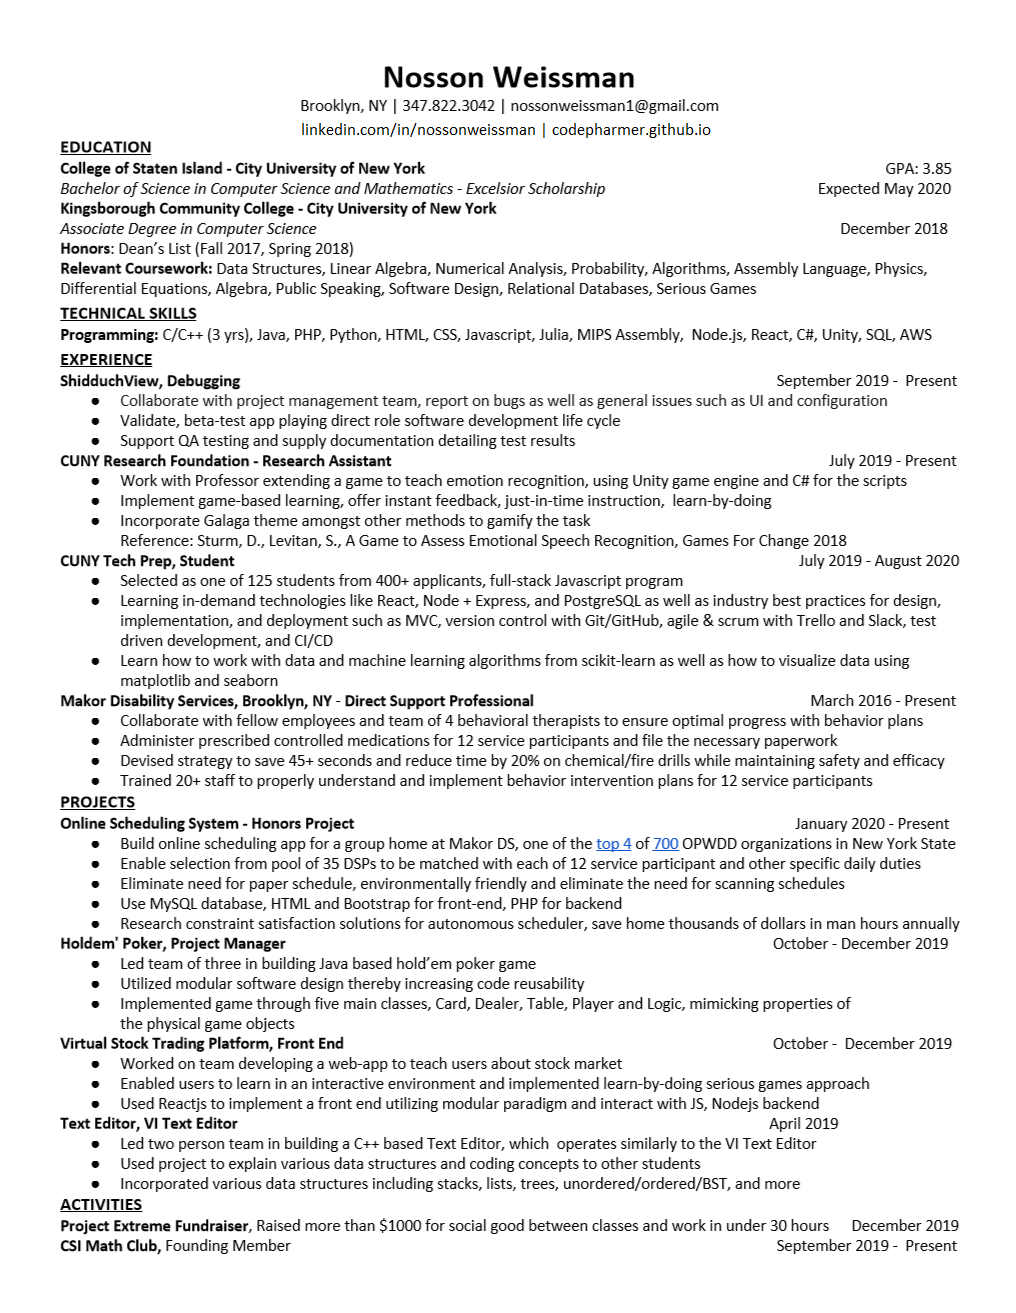 Nosson Weissman
Brooklyn, NY | 347.822.3042 | nossonweissman1@gmail.com
linkedin.com/in/nossonweissman | codepharmer.github.io
EDUCATION
College of Staten Island - City University of New York GPA: 3.85
Bachelor of Science in Computer Science and Mathematics - Excelsior Scholarship Expected May 2020
Kingsborough Community College - City University of New York
Associate Degree in Computer Science December 2018
Honors: Dean's List (Fall 2017, Spring 2018)
Relevant Coursework: Data Structures, Linear Algebra, Numerical Analysis, Probability, Algorithms, Assembly Language, Physics,
Differential Equations, Algebra, Public Speaking, Software Design, Relational Databases, Serious Games
TECHNICAL SKILLS
Programming: C/C++ (3 yrs), Java, PHP, Python, HTML, CSS, Javascript, Julia, MIPS Assembly, Node.js, React, C#, Unity, SQL, AWS
EXPERIENCE
ShidduchView, Debugging September 2019 - Present
● Collaborate with project management team, report on bugs as well as general issues such as UI and configuration
● Validate, beta-test app playing direct role software development life cycle
● Support QA testing and supply documentation detailing test results
CUNY Research Foundation - Research Assistant July 2019 - Present
● Work with Professor extending a game to teach emotion recognition, using Unity game engine and C# for the scripts
● Implement game-based learning, offer instant feedback, just-in-time instruction, learn-by-doing
● Incorporate Galaga theme amongst other methods to gamify the task
Reference: Sturm, D., Levitan, S., A Game to Assess Emotional Speech Recognition, Games For Change 2018
CUNY Tech Prep, Student July 2019 - August 2020
● Selected as one of 125 students from 400+ applicants, full-stack Javascript program
● Learning in-demand technologies like React, Node + Express, and PostgreSQL as well as industry best practices for design,
implementation, and deployment such as MVC, version control with Git/GitHub, agile & scrum with Trello and Slack, test
driven development, and CI/CD
● Learn how to work with data and machine learning algorithms from scikit-learn as well as how to visualize data using
matplotlib and seaborn
Makor Disability Services, Brooklyn, NY - Direct Support Professional March 2016 - Present
● Collaborate with fellow employees and team of 4 behavioral therapists to ensure optimal progress with behavior plans
● Administer prescribed controlled medications for 12 service participants and file the necessary paperwork
● Devised strategy to save 45+ seconds and reduce time by 20% on chemical/fire drills while maintaining safety and efficacy
● Trained 20+ staff to properly understand and implement behavior intervention plans for 12 service participants
PROJECTS
Online Scheduling System - Honors Project January 2020 - Present
● Build online scheduling app for a group home at Makor DS, one of the top 4 of 700 OPWDD organizations in New York State
● Enable selection from pool of 35 DSPs to be matched with each of 12 service participant and other specific daily duties
● Eliminate need for paper schedule, environmentally friendly and eliminate the need for scanning schedules
● Use MySQL database, HTML and Bootstrap for front-end, PHP for backend
● Research constraint satisfaction solutions for autonomous scheduler, save home thousands of dollars in man hours annually
Holdem' Poker, Project Manager October - December 2019
● Led team of three in building Java based hold'em poker game
● Utilized modular software design thereby increasing code reusability
● Implemented game through five main classes, Card, Dealer, Table, Player and Logic, mimicking properties of
the physical game objects
Virtual Stock Trading Platform, Front End October - December 2019
● Worked on team developing a web-app to teach users about stock market
● Enabled users to learn in an interactive environment and implemented learn-by-doing serious games approach
● Used Reactjs to implement a front end utilizing modular paradigm and interact with JS, Nodejs backend
Text Editor, VI Text Editor April 2019
● Led two person team in building a C++ based Text Editor, which operates similarly to the VI Text Editor
● Used project to explain various data structures and coding concepts to other students
● Incorporated various data structures including stacks, lists, trees, unordered/ordered/BST, and more
ACTIVITIES
Project Extreme Fundraiser, Raised more than $1000 for social good between classes and work in under 30 hours December 2019
CSI Math Club, Founding Member September 2019 - Present